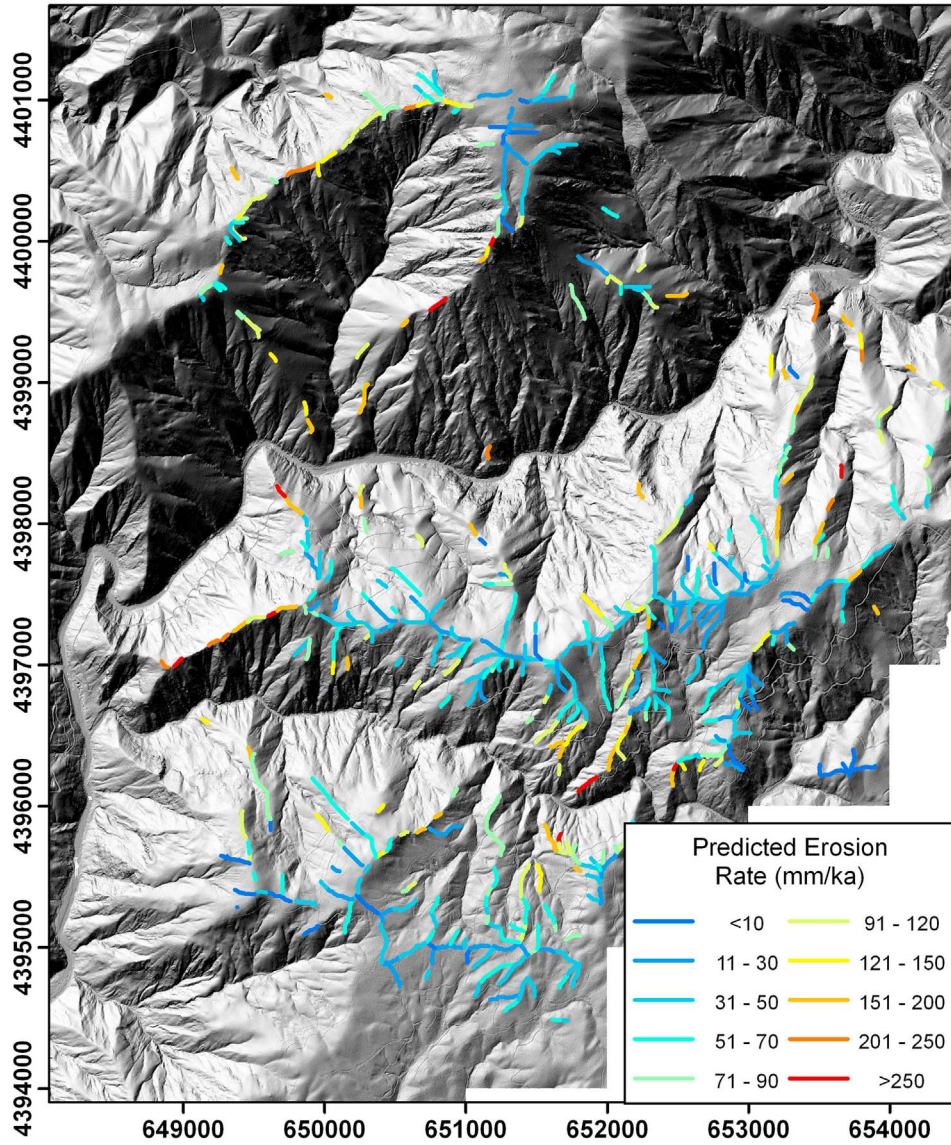 4401000
4400000
4399000
4398000
4397000
4396000
4395000
4394000
649000 650000 651000 652000 653000 654000
Predicted Erosion
Rate (mm/ka)
<10 91 - 120
11 - 30 121 - 150
31 - 50 151 - 200
51 - 70 201 - 250
71 - 90 >250